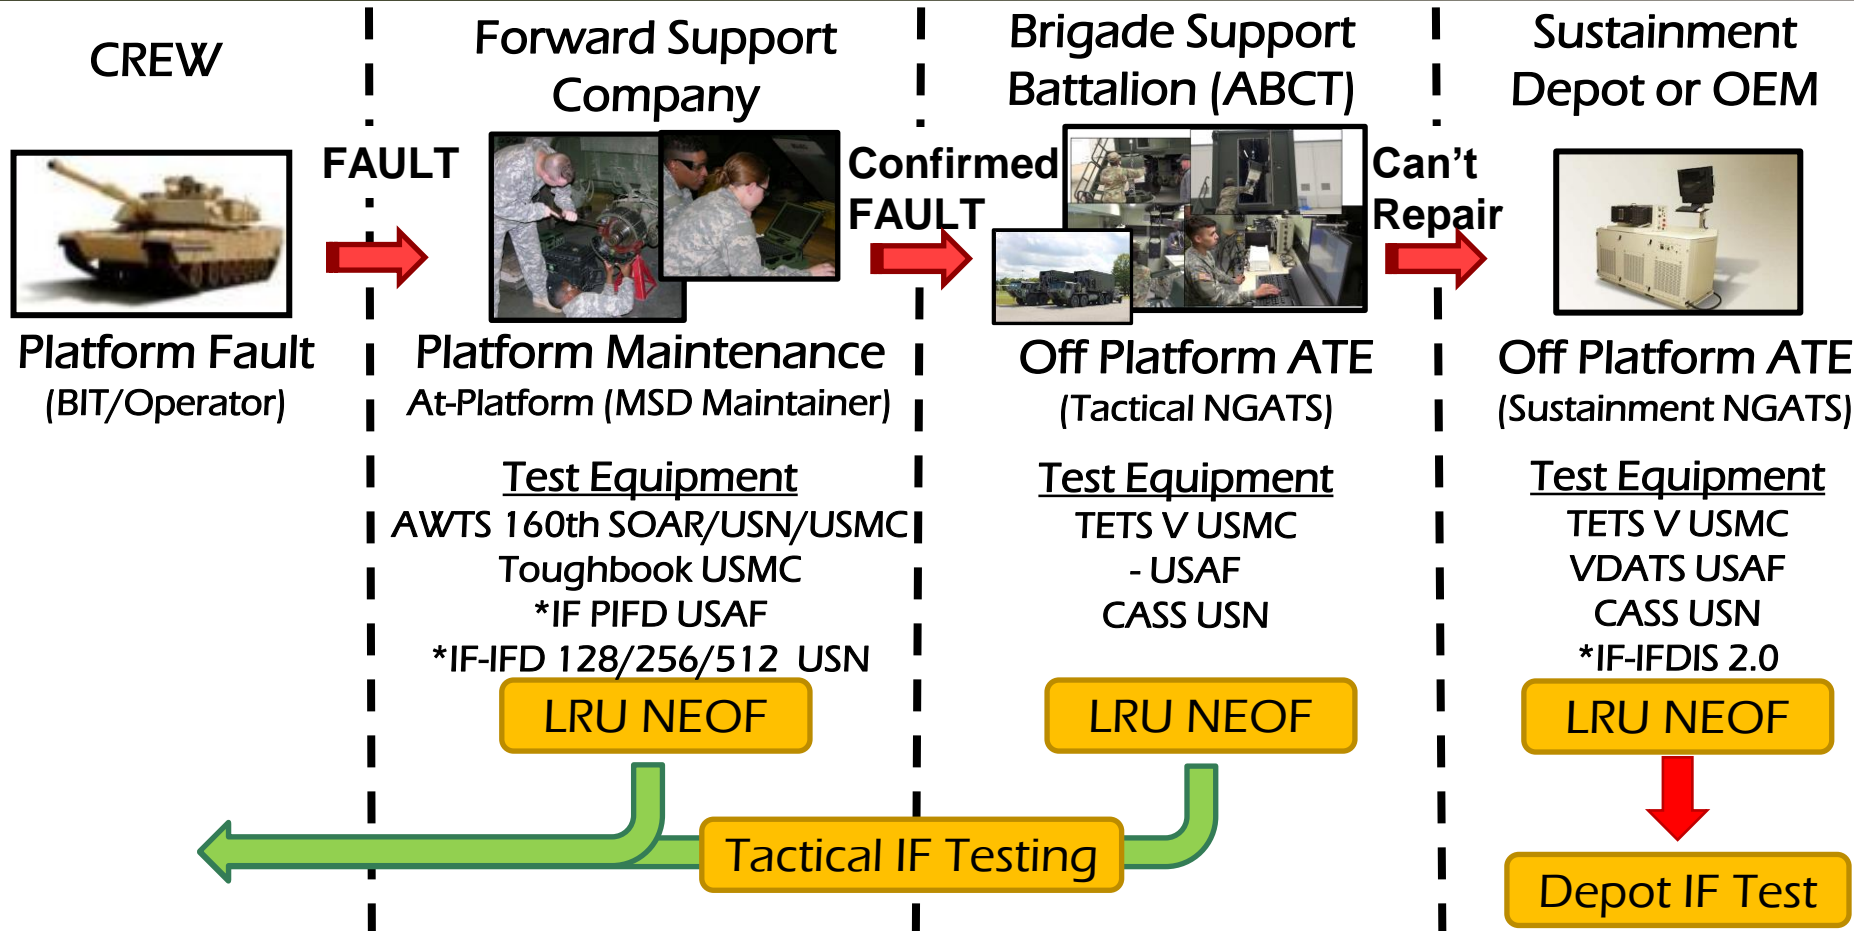 CREW
Platform Fault
(BIT/Operator)
FAULT
Forward Support
Company
Platform Maintenance
At-Platform (MSD Maintainer)
Test Equipment
AWTS 160th SOAR/USN/USMC
Toughbook USMC
*IF PIFD USAF
*IF-IFD 128/256/512 USN
LRU NEOF
Confirmed
FAULT
Brigade Support
Battalion (ABCT)
Off Platform ATE
(Tactical NGATS)
Test Equipment
TETS V USMC
- USAF
CASS USN
LRU NEOF
Tactical IF Testing
Can't
Repair
Sustainment
Depot or OEM
Off Platform ATE
(Sustainment NGATS)
Test Equipment
TETS V USMC
VDATS USAF
CASS USN
*IF-IFDIS 2.0
LRU NEOF
Depot IF Test